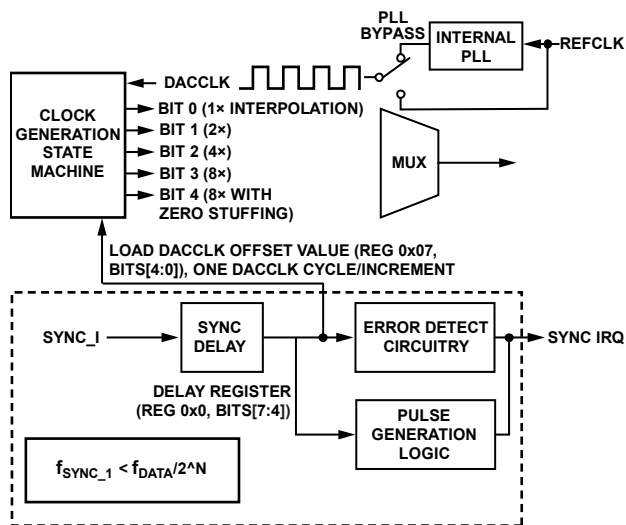 PLL
BYPASS
INTERNAL
PLL
REFCLK
DACCLK
CLOCK
GENERATION
STATE
MACHINE
BIT 0 (1× INTERPOLATION)
BIT 1 (2×)
BIT 2 (4×)
BIT 3 (8×)
BIT 4 (8× WITH
ZERO STUFFING)
MUX
LOAD DACCLK OFFSET VALUE (REG 0x07,
BITS[4:0]), ONE DACCLK CYCLE/INCREMENT
SYNC_I
SYNC
DELAY
ERROR DETECT
CIRCUITRY
SYNC IRQ
DELAY REGISTER
(REG 0x0, BITS[7:4])
PULSE
GENERATION
LOGIC
fSYNC_1 < fDATA/2^N